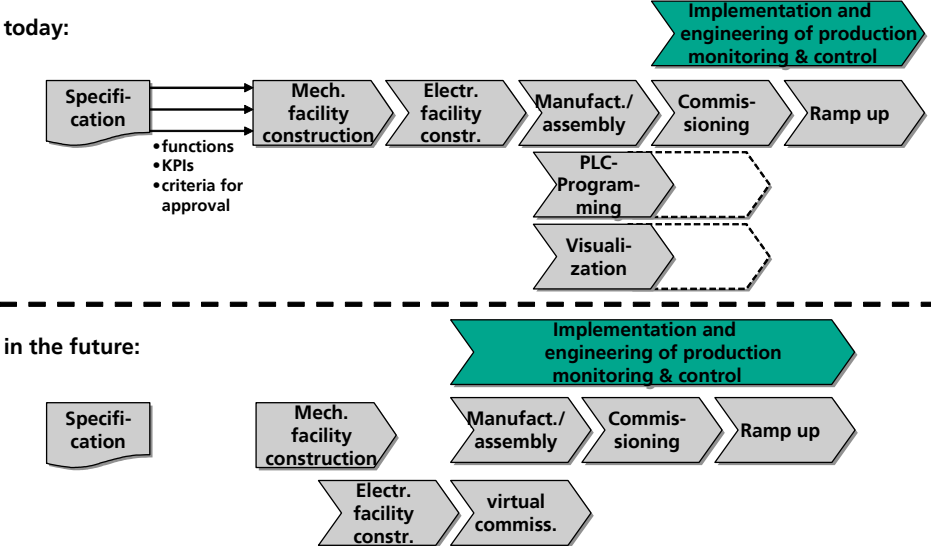 today:
Implementation and
engineering of production
monitoring & control
Specifi-
cation
Mech.
facility
construction
Electr.
facility
constr.
Manufact./
assembly
Commis-
sioning
Ramp up
•functions
•KPIs
•criteria for
approval
PLC-
Program-
ming
Visuali-
zation
in the future:
Implementation and
engineering of production
monitoring & control
Specifi-
cation
Mech.
facility
construction
Manufact./
assembly
Commis-
sioning
Ramp up
Electr.
facility
constr.
virtual
commiss.